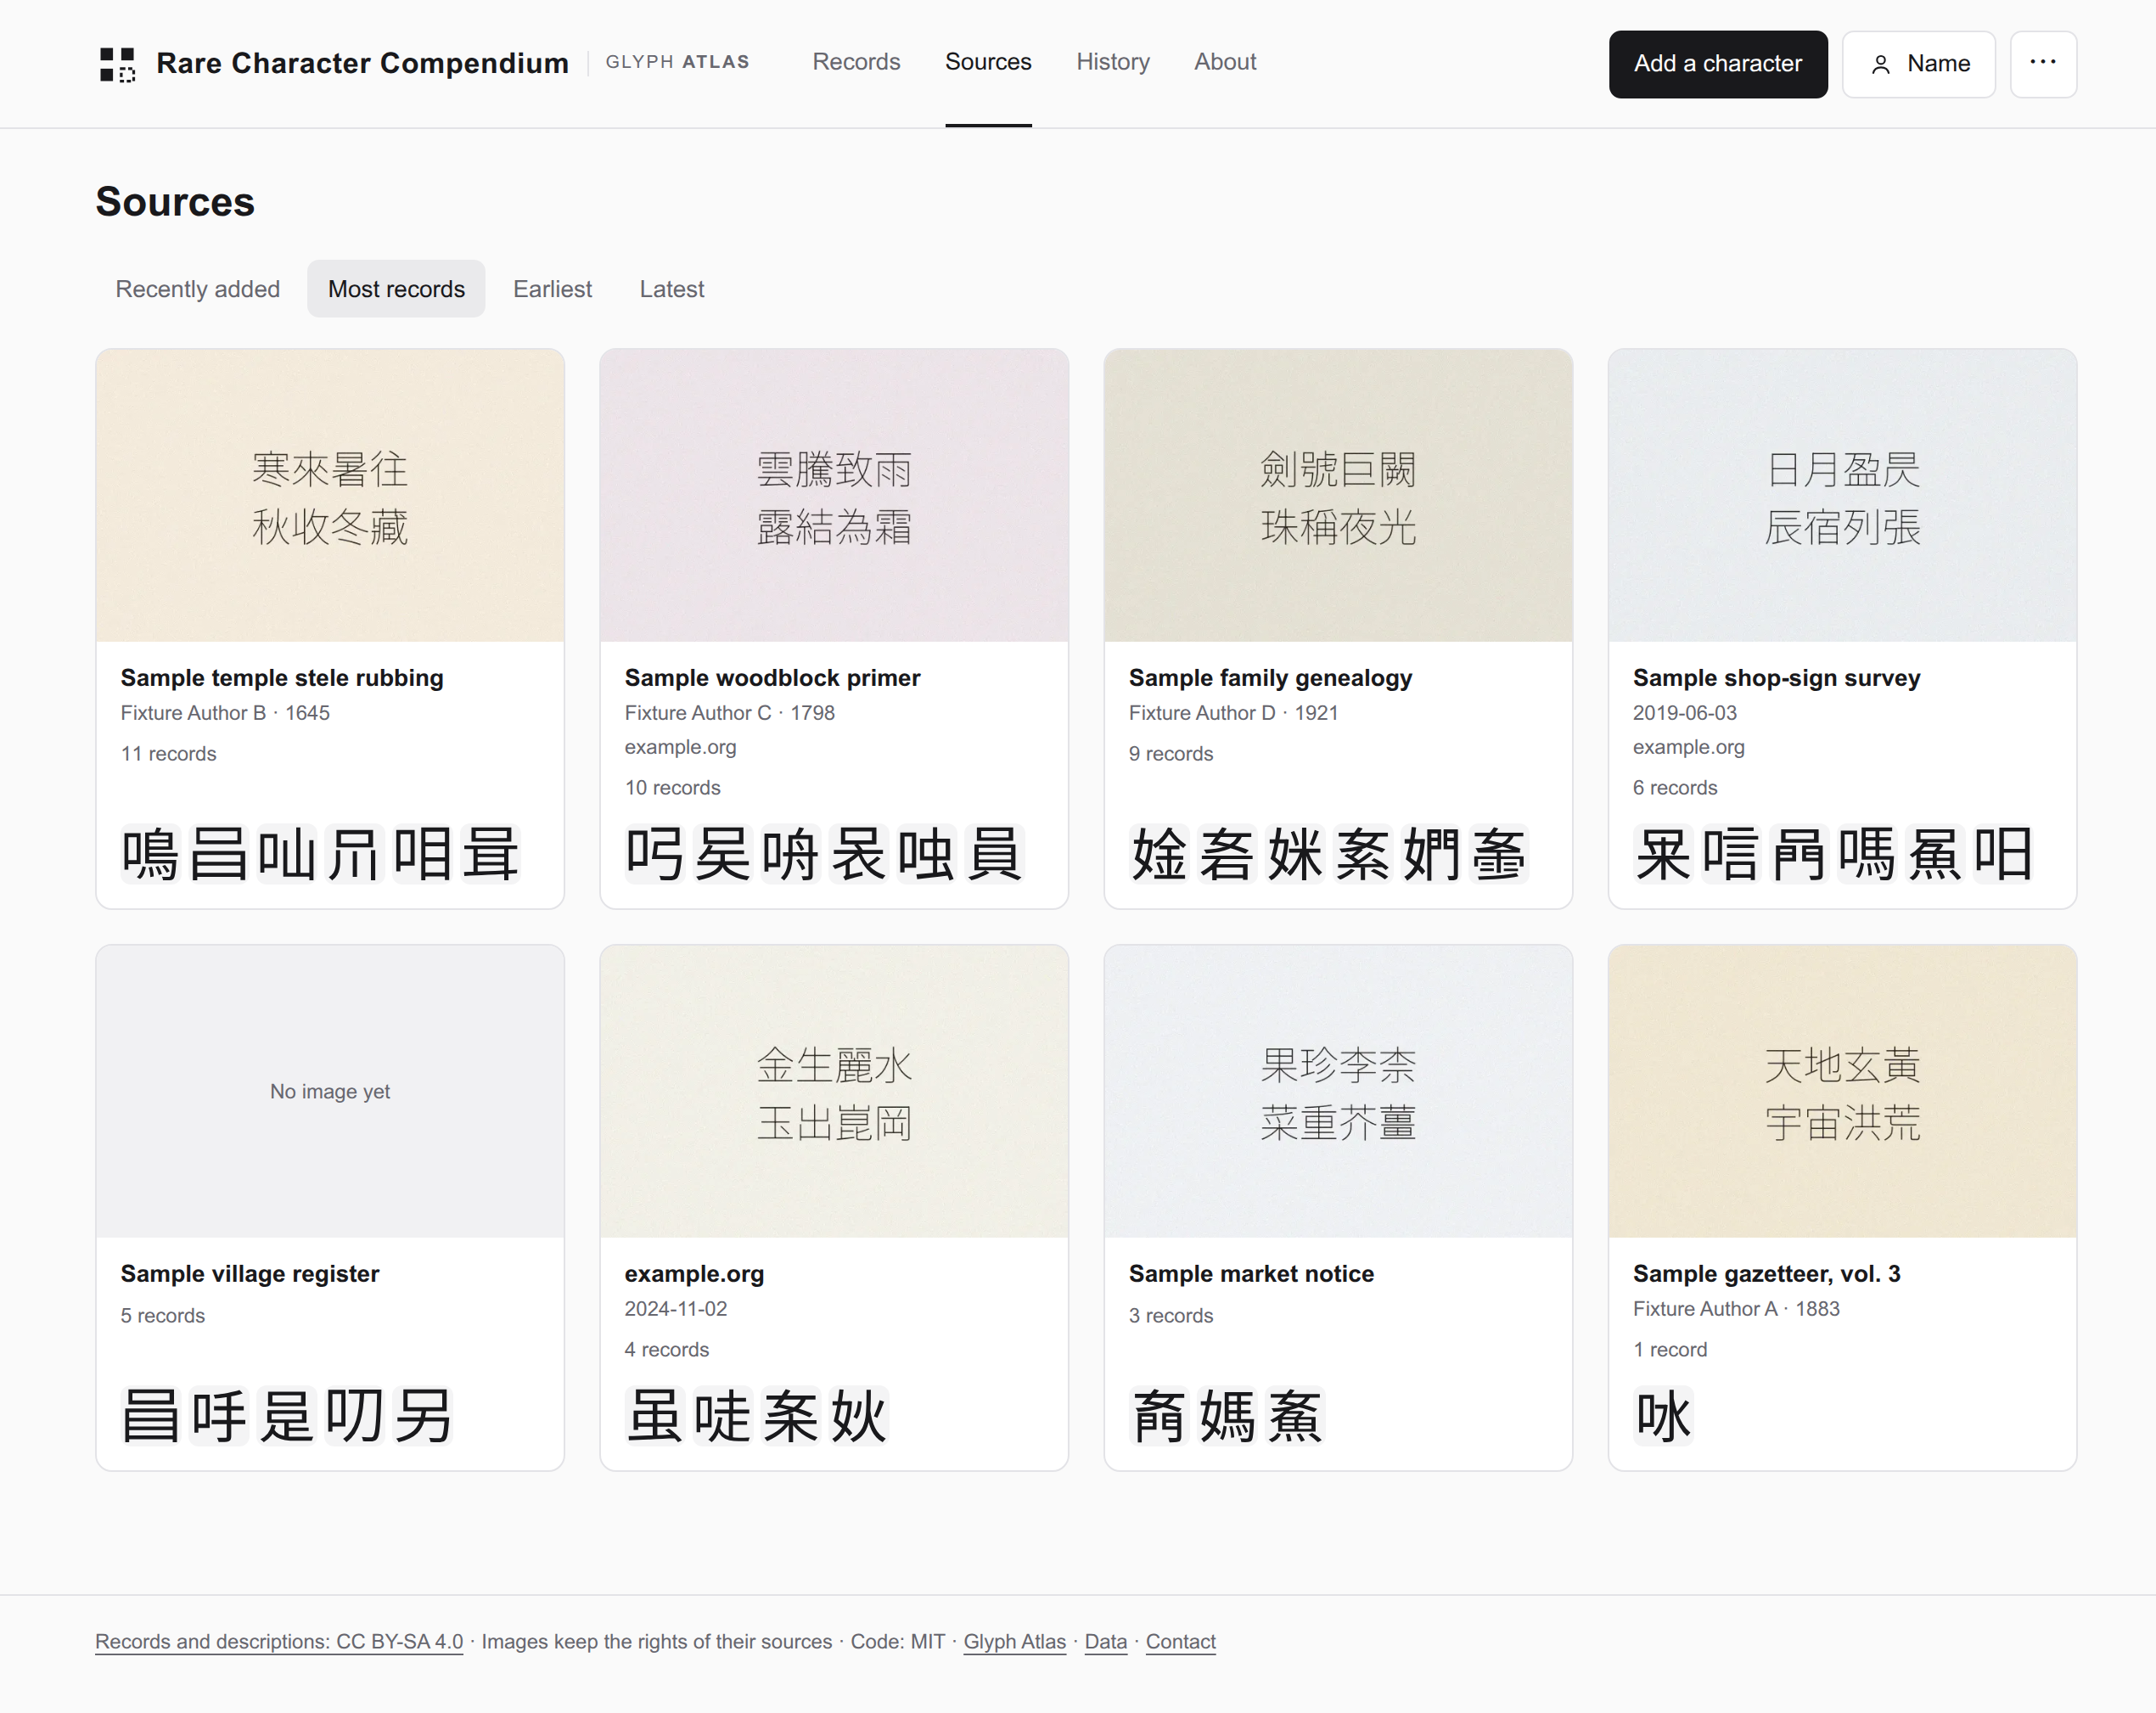 Rare Character Compendium
GLYPH ATLAS
Records
Sources
History
About
Add a character
Name
Sources
Recently added
Most records
Earliest
Latest
寒來暑往
秋收冬藏
Sample temple stele rubbing
Fixture Author B · 1645
11 records
雲騰致雨
露結為霜
Sample woodblock primer
Fixture Author C · 1798
example.org
10 records
劍號巨闕
珠稱夜光
Sample family genealogy
Fixture Author D · 1921
9 records
日月盈昃
辰宿列張
Sample shop-sign survey
2019-06-03
example.org
6 records
No image yet
Sample village register
5 records
金生麗水
玉出崑岡
example.org
2024-11-02
4 records
果珍李柰
菜重芥薑
Sample market notice
3 records
天地玄黃
宇宙洪荒
Sample gazetteer, vol. 3
Fixture Author A · 1883
1 record
Records and descriptions: CC BY-SA 4.0 · Images keep the rights of their sources · Code: MIT · Glyph Atlas · Data · Contact